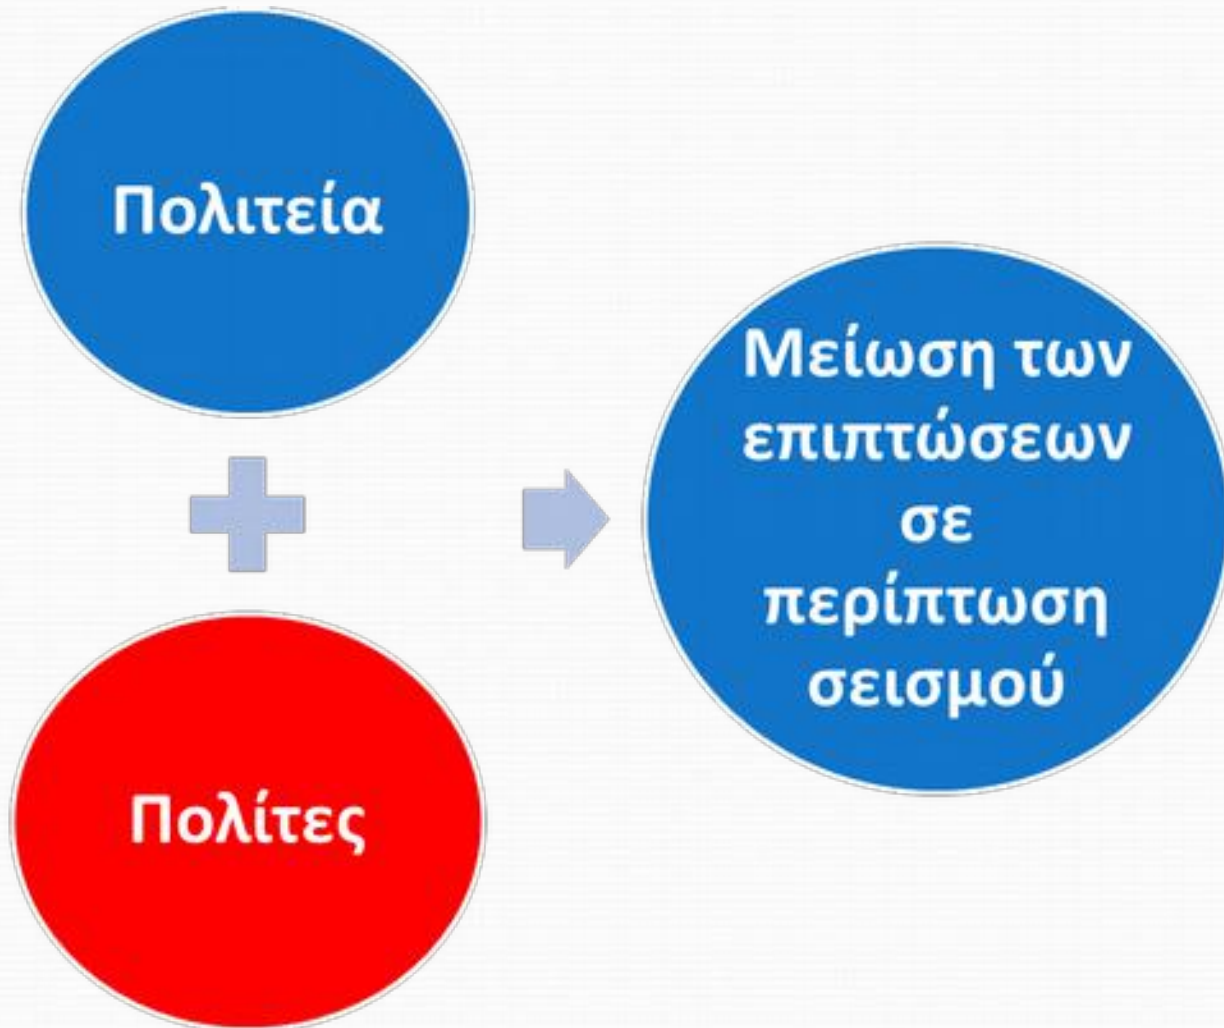 Πολιτεία
Πολίτες
Μείωση των
επιπτώσεων
σε
περίπτωση
σεισμού